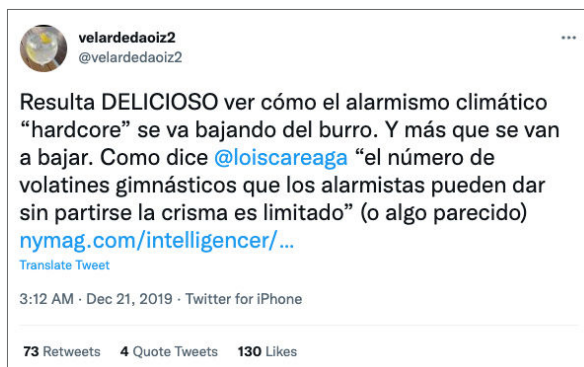 velardedaoiz2
@velardedaoiz2
Resulta DELICIOSO ver cómo el alarmismo climático
“hardcore” se va bajando del burro. Y más que se van
a bajar. Como dice @loiscareaga “el número de
volatines gimnásticos que los alarmistas pueden dar
sin partirse la crisma es limitado” (o algo parecido)
nymag.com/intelligencer/...
Translate Tweet
3:12 AM · Dec 21, 2019 · Twitter for iPhone
73 Retweets 4 Quote Tweets 130 Likes